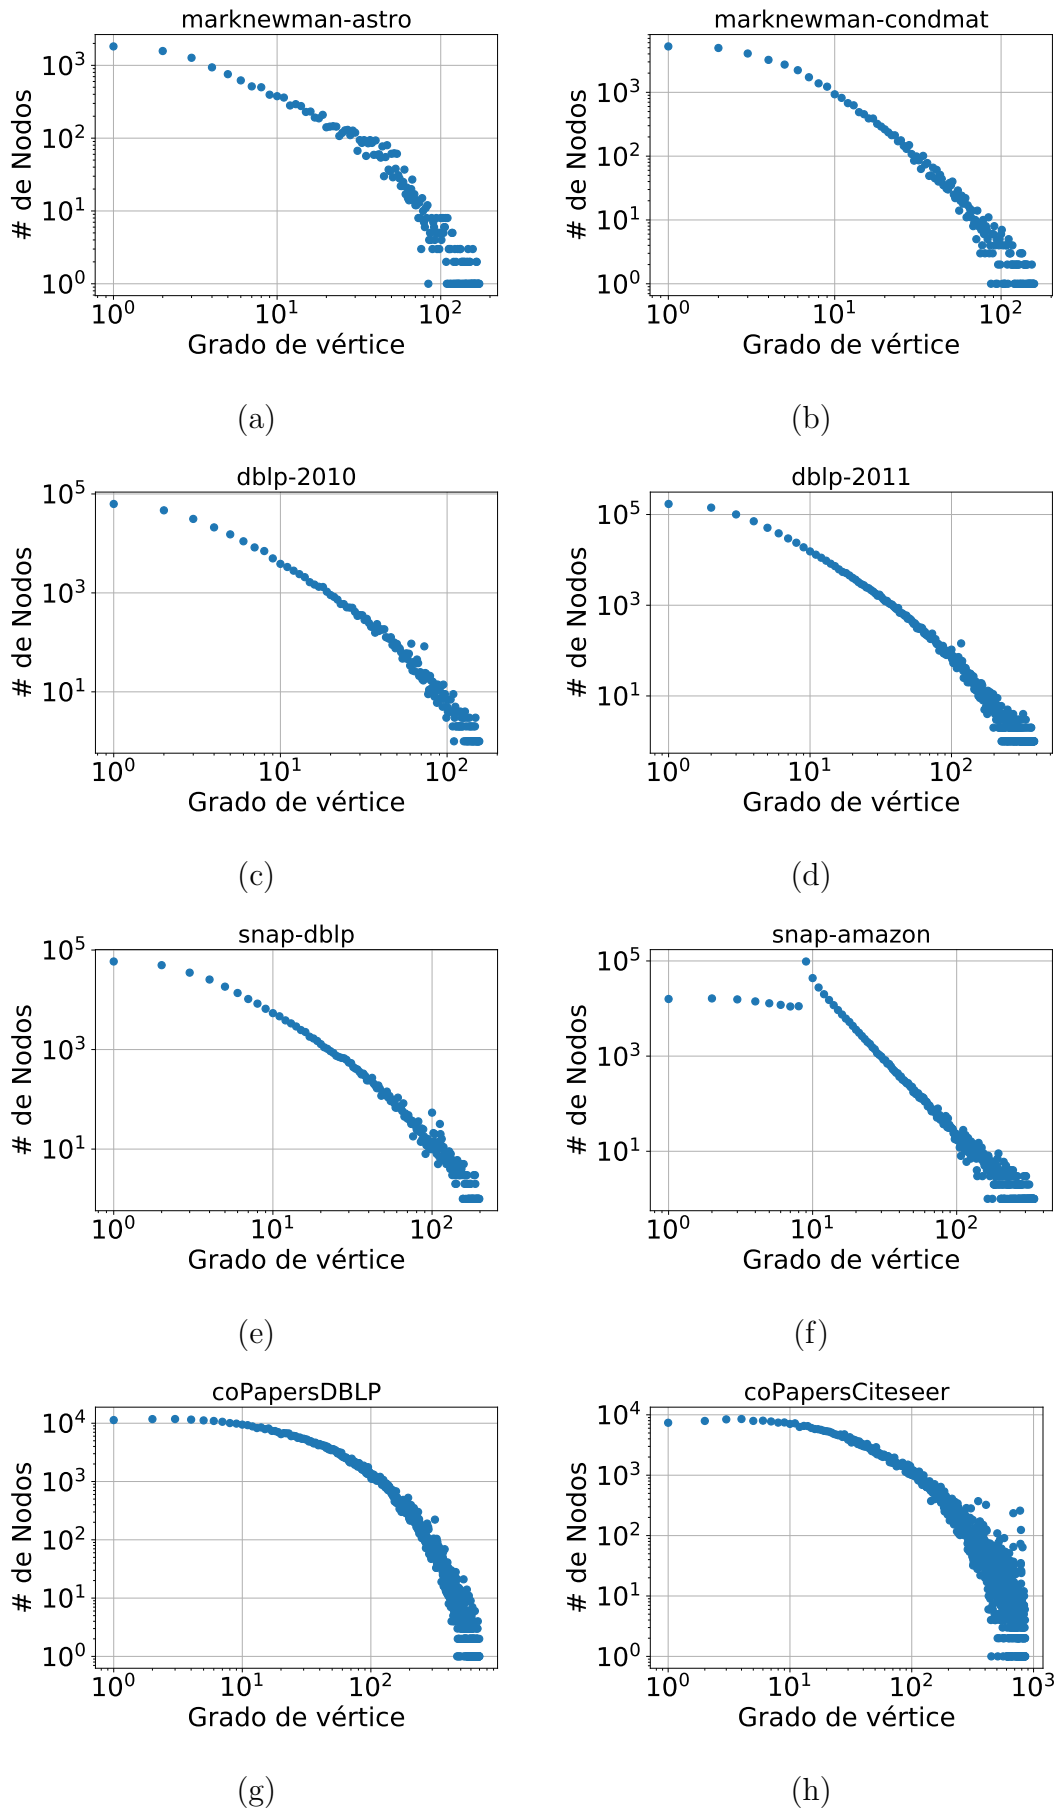 marknewman-astro
marknewman-condmat
# de Nodos
10^3
10^2
10^1
10^0
10^0 10^1 10^2
Grado de vértice
# de Nodos
10^3
10^2
10^1
10^0
10^0 10^1 10^2
Grado de vértice
(a)
(b)
dblp-2010
dblp-2011
# de Nodos
10^5
10^3
10^1
10^0 10^1 10^2
Grado de vértice
# de Nodos
10^5
10^3
10^1
10^0 10^1 10^2
Grado de vértice
(c)
(d)
snap-dblp
snap-amazon
# de Nodos
10^5
10^3
10^1
10^0 10^1 10^2
Grado de vértice
# de Nodos
10^5
10^3
10^1
10^0 10^1 10^2
Grado de vértice
(e)
(f)
coPapersDBLP
coPapersCiteseer
# de Nodos
10^4
10^3
10^2
10^1
10^0
10^0 10^1 10^2
Grado de vértice
# de Nodos
10^4
10^3
10^2
10^1
10^0
10^0 10^1 10^2 10^3
Grado de vértice
(g)
(h)